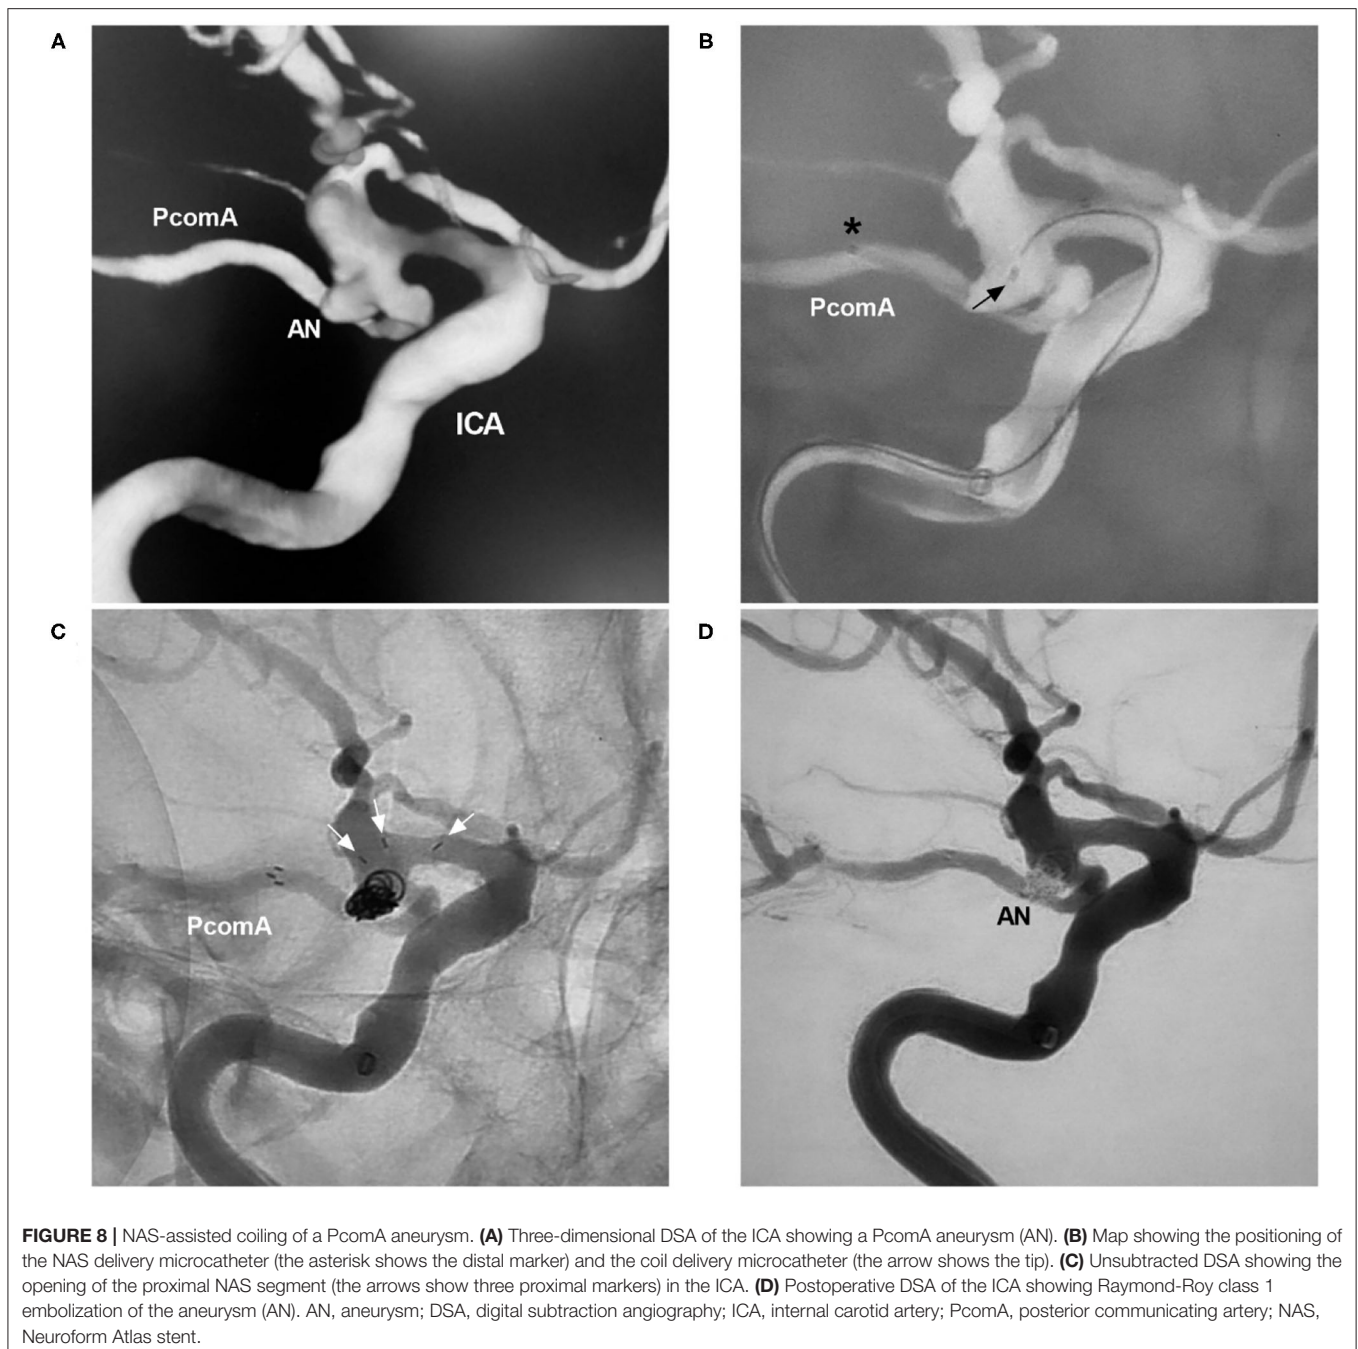 A
B
PcomA
*
AN
PcomA
ICA
C
D
PcomA
AN
FIGURE 8 | NAS-assisted coiling of a PcomA aneurysm. (A) Three-dimensional DSA of the ICA showing a PcomA aneurysm (AN). (B) Map showing the positioning of
the NAS delivery microcatheter (the asterisk shows the distal marker) and the coil delivery microcatheter (the arrow shows the tip). (C) Unsubtracted DSA showing the
opening of the proximal NAS segment (the arrows show three proximal markers) in the ICA. (D) Postoperative DSA of the ICA showing Raymond-Roy class 1
embolization of the aneurysm (AN). AN, aneurysm; DSA, digital subtraction angiography; ICA, internal carotid artery; PcomA, posterior communicating artery; NAS,
Neuroform Atlas stent.